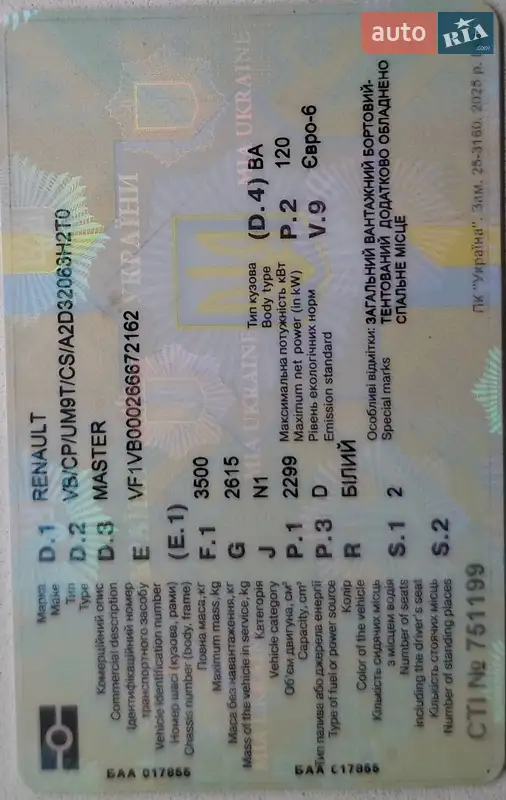 auto RIA .com
Марка D.1 RENAULT
Make
Тип D.2 VB/CP/UM9T/CS/A2D32063H2T0
Type
Комерційний опис D.3 MASTER
Commercial description
Ідентифікаційний номер E VF1VB000266672162
транспортного засобу
Vehicle identification number
Номер шасі (кузова, рами) (E.1)
Chassis number (body, frame)
Повна маса, кг F.1 3500
Maximum mass, kg
Маса без навантаження, кг G 2615
Mass of the vehicle in service, kg
Категорія J N1 Тип кузова (D.4) ВА
Vehicle category Body type
Об'єм двигуна, см³ P.1 2299 Максимальна потужність кВт P.2 120
Capacity, cm³ Maximum net power (in kW)
Тип палива або джерела енергії P.3 D Рівень екологічних норм V.9 Євро-6
Type of fuel or power source Emission standard
Колір R БІЛИЙ
Color of the vehicle
Кількість сидячих місць S.1 2 Особливі відмітки: ЗАГАЛЬНИЙ ВАНТАЖНИЙ БОРТОВИЙ-
з місцем водія Special marks ТЕНТОВАНИЙ ДОДАТКОВО ОБЛАДНЕНО
Number of seats СПАЛЬНЕ МІСЦЕ
including the driver's seat
Кількість стоячих місць S.2
Number of standing places
СТІ № 751199
ПК "Україна". Зам. 25-3160. 2025 р.
БАА 017866
БАА 017866
УКРАЇНИ
MIA UKRAINE
MIA UKRAINE